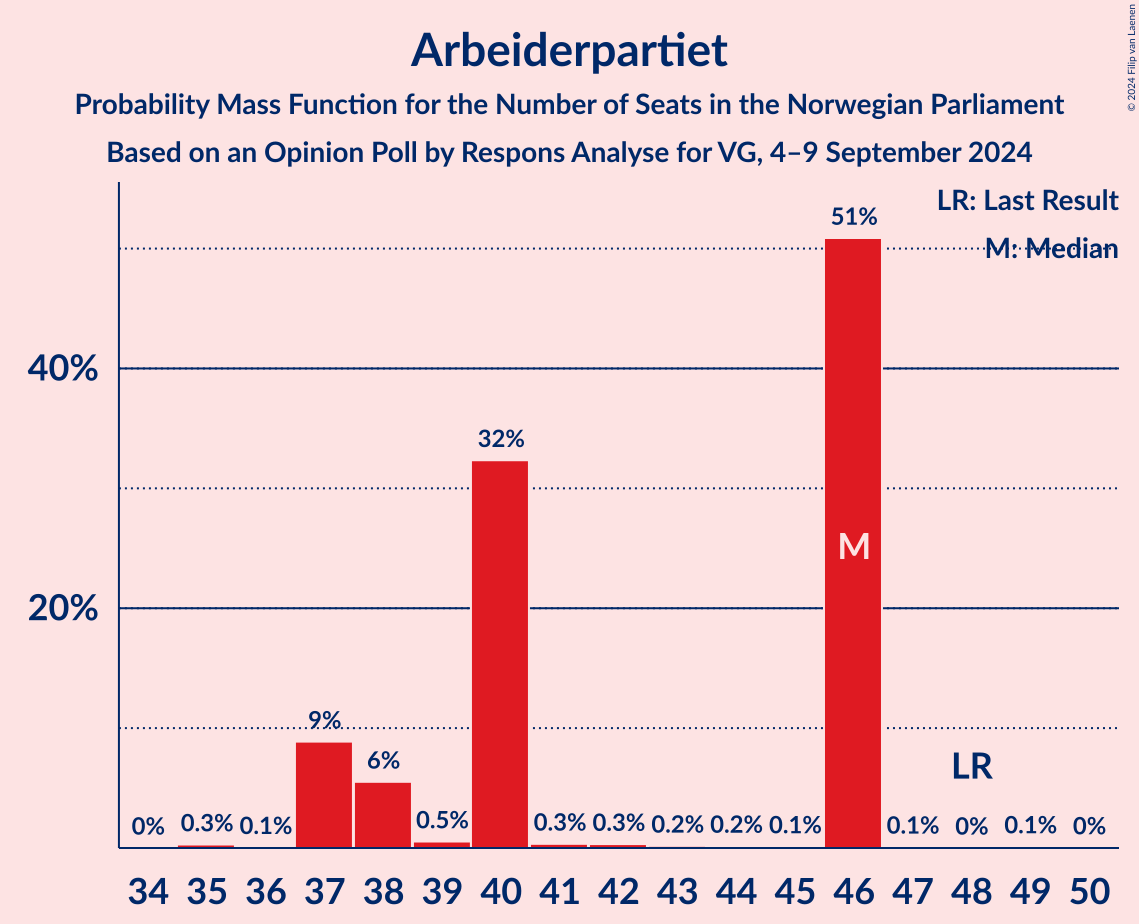 Arbeiderpartiet
Probability Mass Function for the Number of Seats in the Norwegian Parliament
Based on an Opinion Poll by Respons Analyse for VG, 4–9 September 2024
© 2024 Filip van Laenen
LR: Last Result
M: Median
40%
20%
0% 0.3% 0.1% 9% 6% 0.5% 32% 0.3% 0.3% 0.2% 0.2% 0.1% 51% 0.1% 0% 0.1% 0%
M
LR
34 35 36 37 38 39 40 41 42 43 44 45 46 47 48 49 50